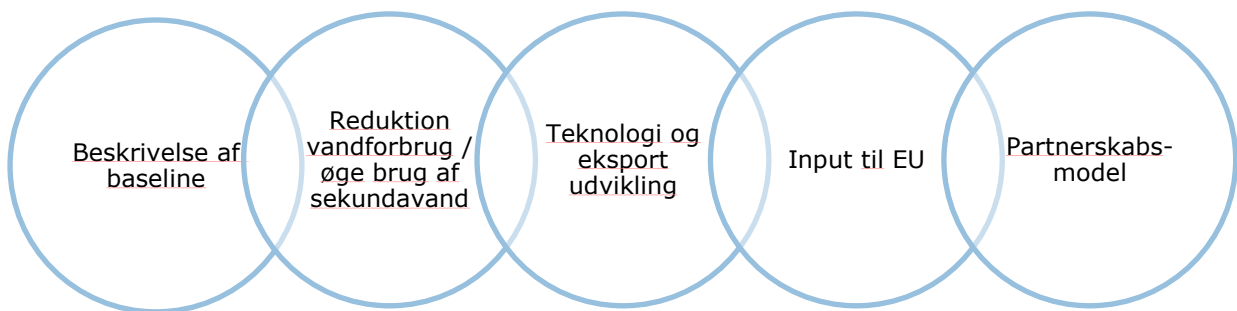 Beskrivelse af
baseline
Reduktion
vandforbrug /
øge brug af
sekundavand
Teknologi og
eksport
udvikling
Input til EU
Partnerskabs-
model